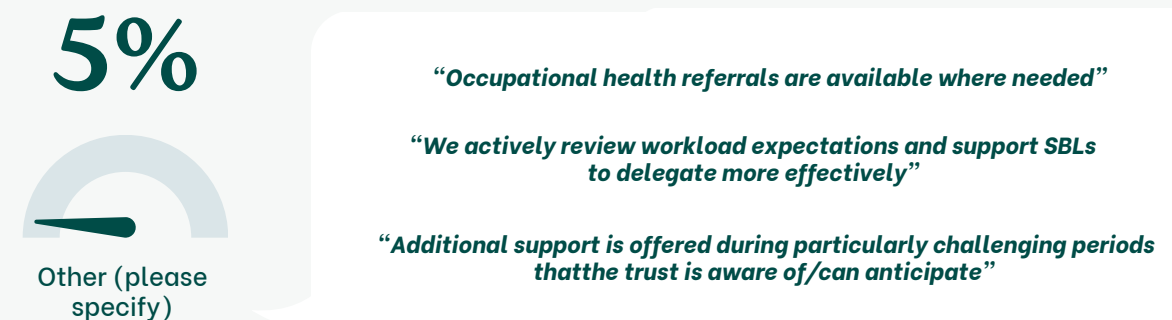 5%
Other (please
specify)
“Occupational health referrals are available where needed”
“We actively review workload expectations and support SBLs
to delegate more effectively”
“Additional support is offered during particularly challenging periods
thatthe trust is aware of/can anticipate”